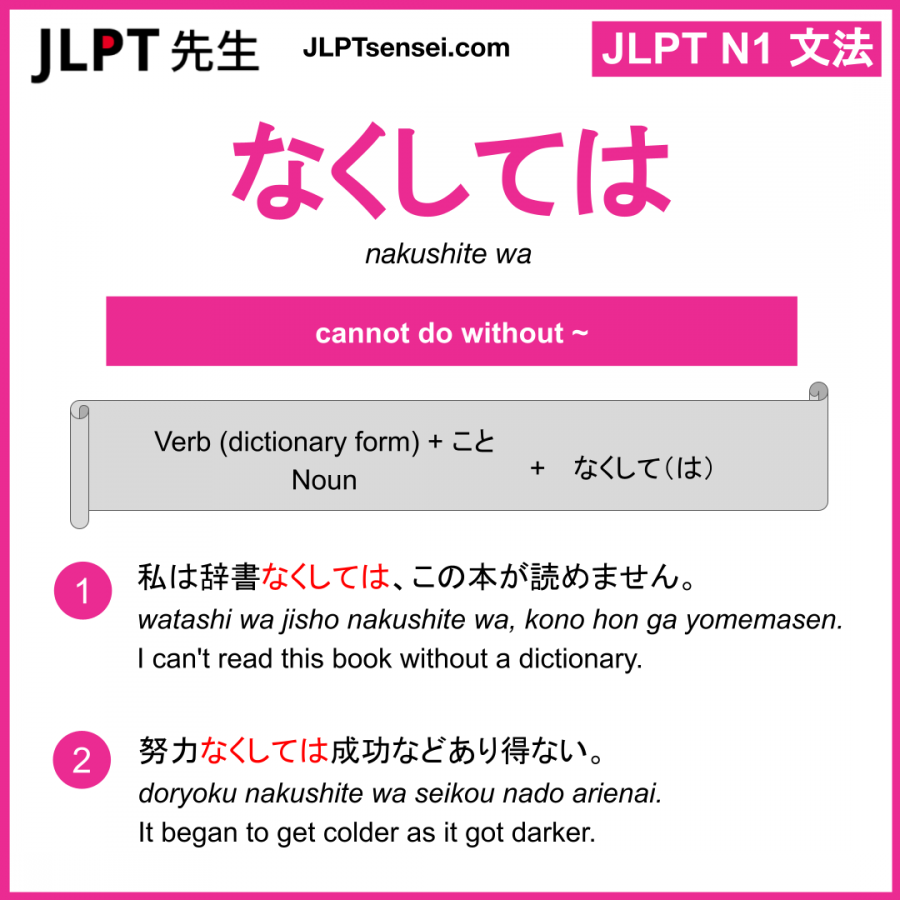 JLPT 先生
JLPTsensei.com
JLPT N1 文法
なくしては
nakushite wa
cannot do without ~
Verb (dictionary form) + こと
Noun
+ なくして（は）
1
私は辞書なくしては、この本が読めません。
watashi wa jisho nakushite wa, kono hon ga yomemasen.
I can't read this book without a dictionary.
2
努力なくしては成功などあり得ない。
doryoku nakushite wa seikou nado arienai.
It began to get colder as it got darker.